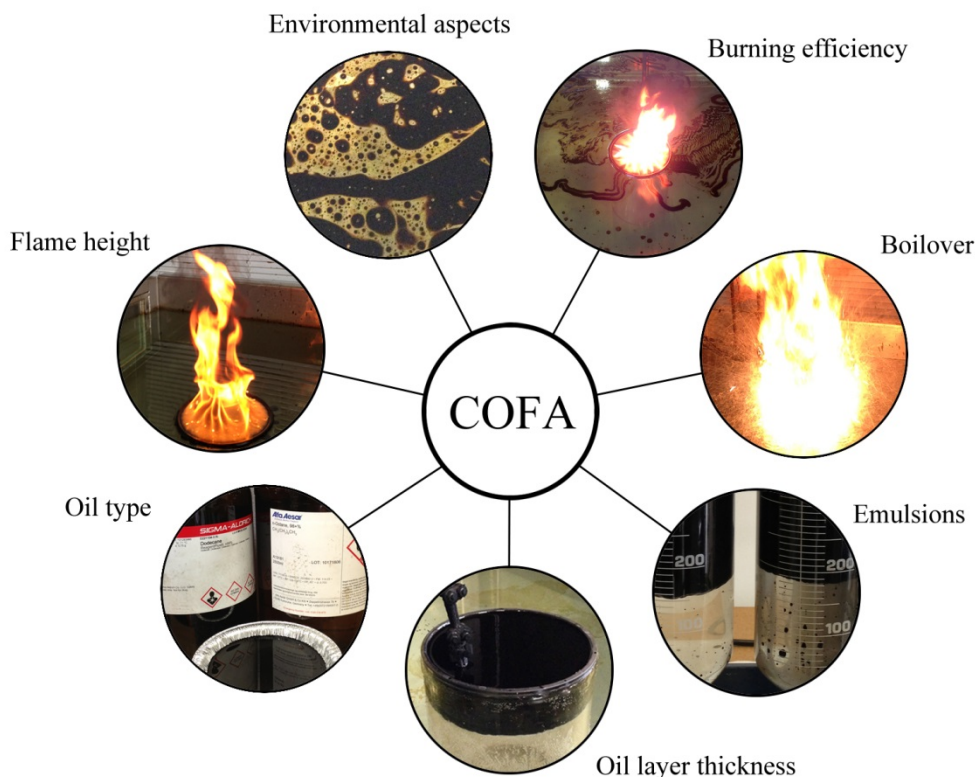 Environmental aspects
Burning efficiency
Flame height
Boilover
COFA
Oil type
SIGMA-ALDRICH
Dodecane
Alfa Aesar
Emulsions
200
100
200
100
Oil layer thickness